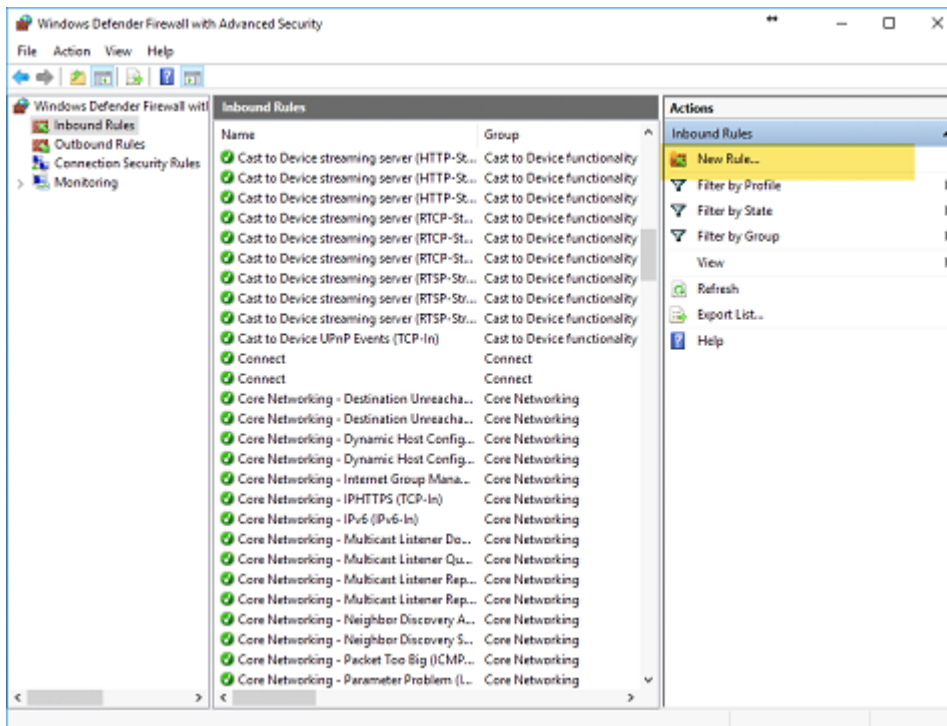 Windows Defender Firewall with Advanced Security
File Action View Help
Windows Defender Firewall witl
Inbound Rules
Outbound Rules
Connection Security Rules
Monitoring
Inbound Rules
Name Group
Cast to Device streaming server (HTTP-St... Cast to Device functionality
Cast to Device streaming server (HTTP-St... Cast to Device functionality
Cast to Device streaming server (HTTP-St... Cast to Device functionality
Cast to Device streaming server (RTCP-St... Cast to Device functionality
Cast to Device streaming server (RTCP-St... Cast to Device functionality
Cast to Device streaming server (RTCP-St... Cast to Device functionality
Cast to Device streaming server (RTSP-Str... Cast to Device functionality
Cast to Device streaming server (RTSP-Str... Cast to Device functionality
Cast to Device streaming server (RTSP-Str... Cast to Device functionality
Cast to Device UPnP Events (TCP-In) Cast to Device functionality
Connect Connect
Connect Connect
Core Networking - Destination Unreacha... Core Networking
Core Networking - Destination Unreacha... Core Networking
Core Networking - Dynamic Host Config... Core Networking
Core Networking - Dynamic Host Config... Core Networking
Core Networking - Internet Group Mana... Core Networking
Core Networking - IPHTTPS (TCP-In) Core Networking
Core Networking - IPv6 (IPv6-In) Core Networking
Core Networking - Multicast Listener Do... Core Networking
Core Networking - Multicast Listener Qu... Core Networking
Core Networking - Multicast Listener Rep... Core Networking
Core Networking - Multicast Listener Rep... Core Networking
Core Networking - Neighbor Discovery A... Core Networking
Core Networking - Neighbor Discovery S... Core Networking
Core Networking - Packet Too Big (ICMP... Core Networking
Core Networking - Parameter Problem (I... Core Networking
Actions
Inbound Rules
New Rule...
Filter by Profile
Filter by State
Filter by Group
View
Refresh
Export List...
Help